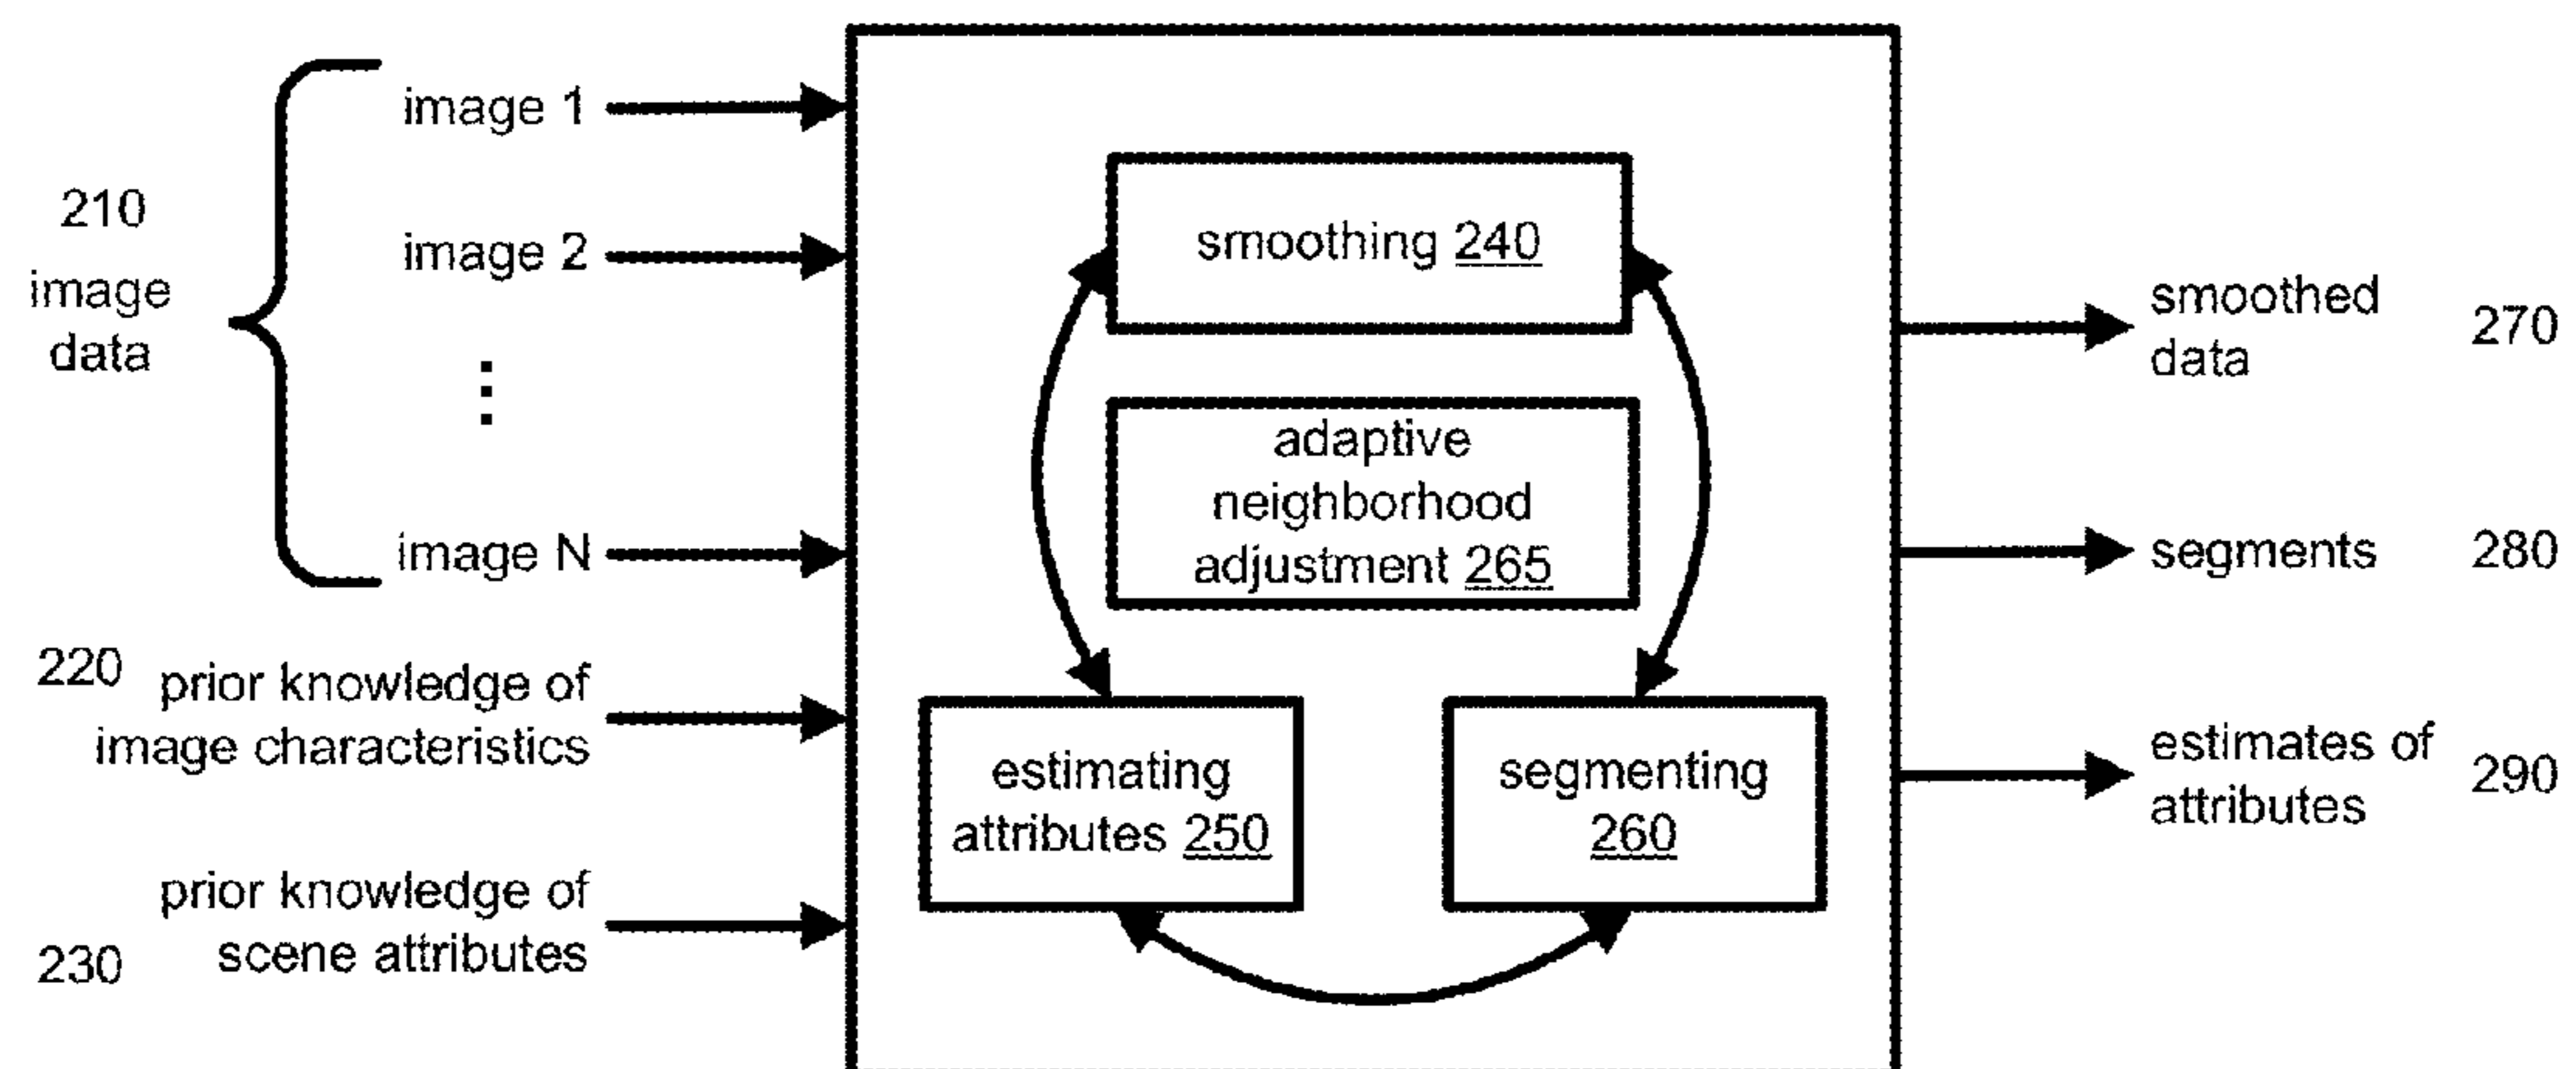 210
image
data
image 1
image 2
image N
220
prior knowledge of
image characteristics
prior knowledge of
scene attributes
230
smoothing 240
adaptive
neighborhood
adjustment 265
estimating
attributes 250
segmenting
260
smoothed
data
270
segments
280
estimates of
attributes
290